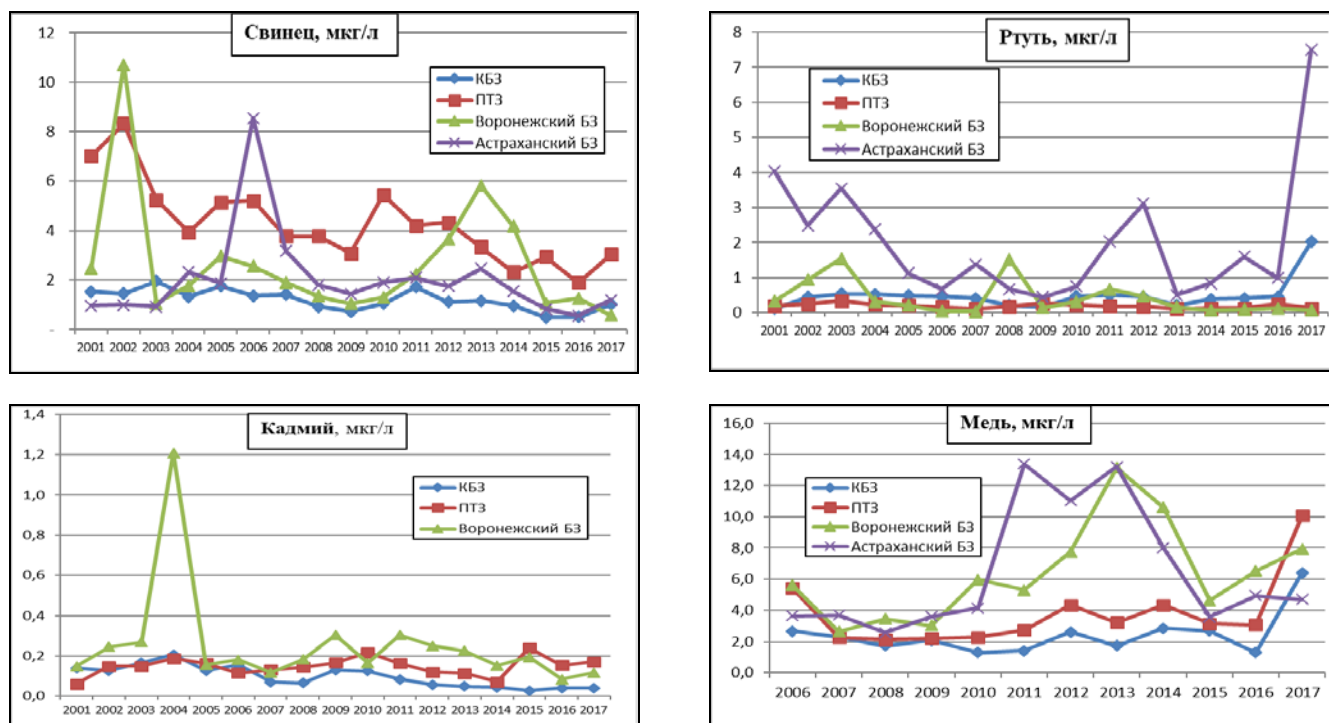 Свинец, мкг/л
12
10
8
6
4
2
-
КБЗ
ПТЗ
Воронежский БЗ
Астраханский БЗ
2001 2002 2003 2004 2005 2006 2007 2008 2009 2010 2011 2012 2013 2014 2015 2016 2017
Ртуть, мкг/л
8
7
6
5
4
3
2
1
0
КБЗ
ПТЗ
Воронежский БЗ
Астраханский БЗ
2001 2002 2003 2004 2005 2006 2007 2008 2009 2010 2011 2012 2013 2014 2015 2016 2017
Кадмий, мкг/л
1,4
1,2
1,0
0,8
0,6
0,4
0,2
0,0
КБЗ
ПТЗ
Воронежский БЗ
2001 2002 2003 2004 2005 2006 2007 2008 2009 2010 2011 2012 2013 2014 2015 2016 2017
Медь, мкг/л
16,0
14,0
12,0
10,0
8,0
6,0
4,0
2,0
0,0
КБЗ
ПТЗ
Воронежский БЗ
Астраханский БЗ
2006 2007 2008 2009 2010 2011 2012 2013 2014 2015 2016 2017